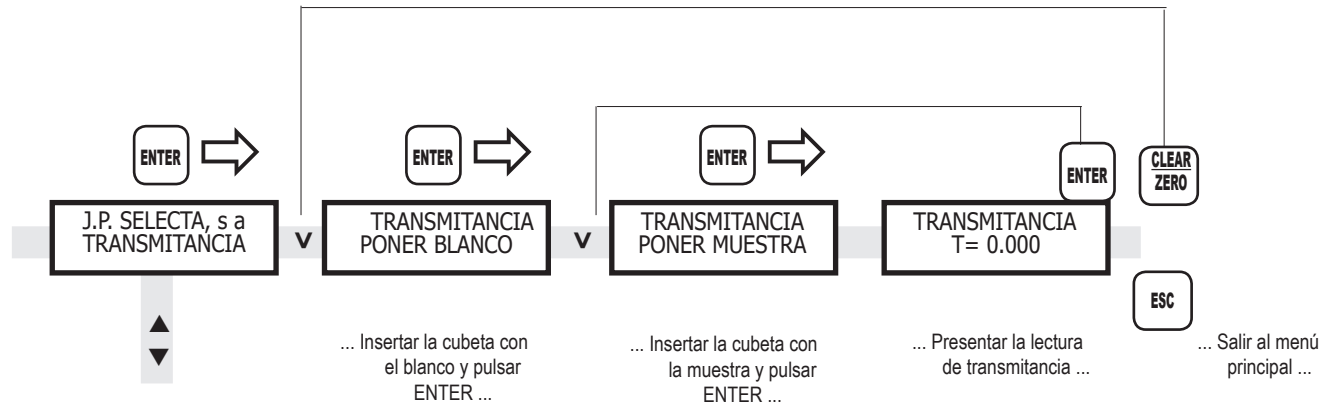 ENTER
ENTER
ENTER
ENTER
CLEAR
ZERO
J.P. SELECTA, s a
TRANSMITANCIA
V
TRANSMITANCIA
PONER BLANCO
V
TRANSMITANCIA
PONER MUESTRA
TRANSMITANCIA
T= 0.000
ESC
▲
▼
... Insertar la cubeta con
el blanco y pulsar
ENTER ...
... Insertar la cubeta con
la muestra y pulsar
ENTER ...
... Presentar la lectura
de transmitancia ...
... Salir al menú
principal ...